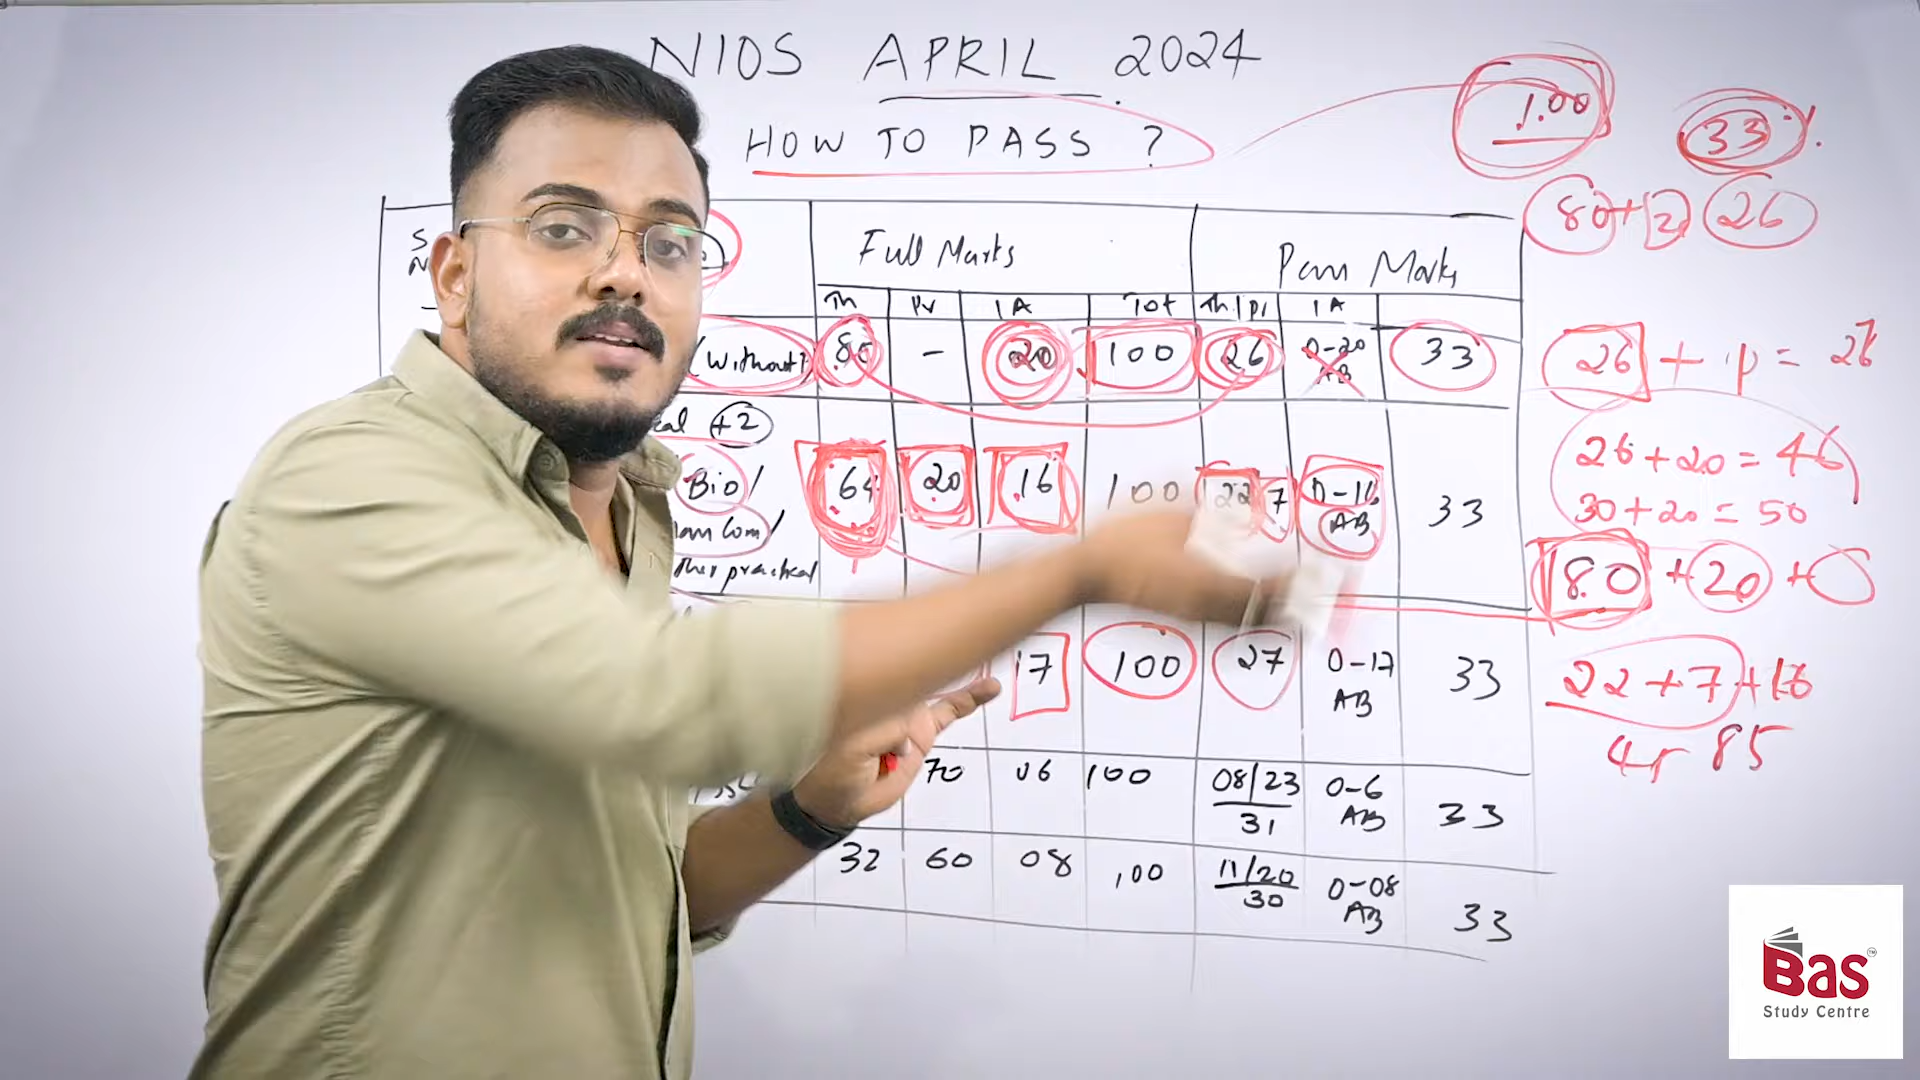 NIOS APRIL 2024
HOW TO PASS ?
1.00
33 %
80+2 26
S
N
Full Marks
Pam Marks
Th Pr IA Tot Th/pr IA
(Without) 80 - 20 100 26 0-20 33
AB
+2
Bio/ 64 20 16 100 22 7 0-16 33
AB
Com/
practical
17 100 27 0-17 33
AB
70 06 100 08/23 0-6 33
31 AB
32 60 08 100 11/20 0-08 33
30 AB
26 + P = 26
26+20=46
30+20=50
80 +20+
22+7+16
45 85
Bas
TM
Study Centre